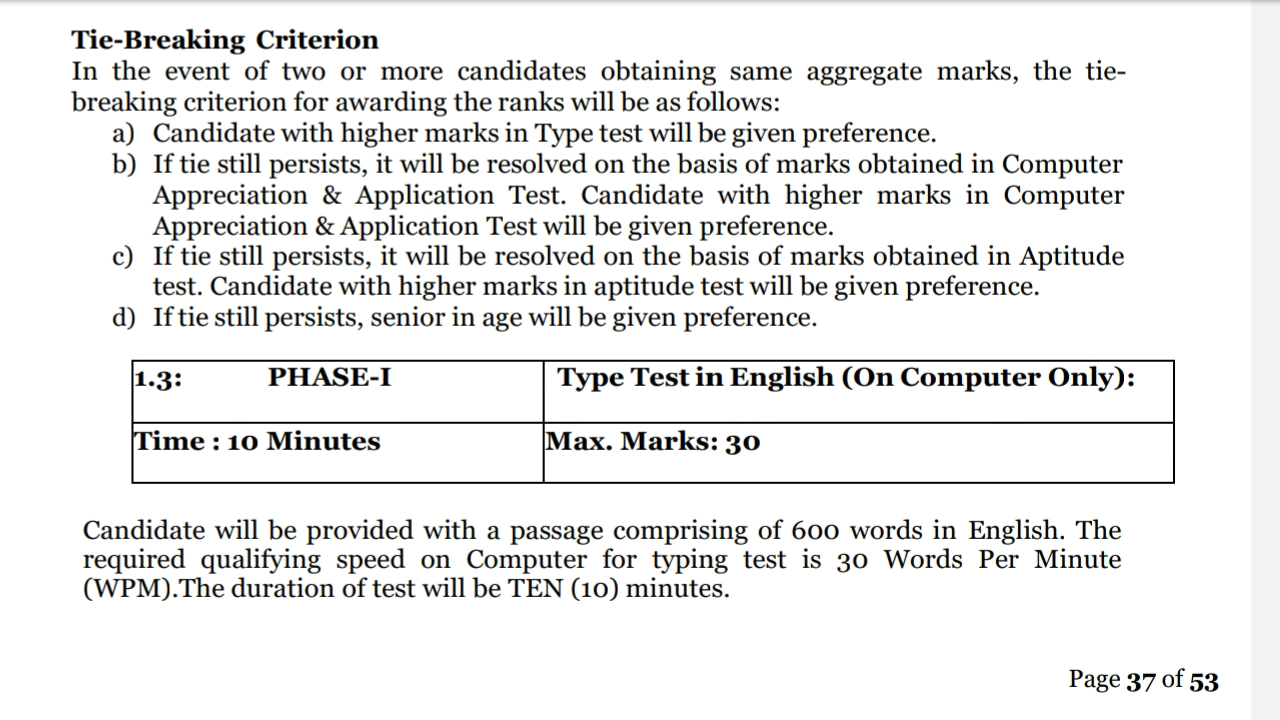 Tie-Breaking Criterion
In the event of two or more candidates obtaining same aggregate marks, the tie-
breaking criterion for awarding the ranks will be as follows:
a) Candidate with higher marks in Type test will be given preference.
b) If tie still persists, it will be resolved on the basis of marks obtained in Computer
Appreciation & Application Test. Candidate with higher marks in Computer
Appreciation & Application Test will be given preference.
c) If tie still persists, it will be resolved on the basis of marks obtained in Aptitude
test. Candidate with higher marks in aptitude test will be given preference.
d) If tie still persists, senior in age will be given preference.
1.3: PHASE-I Type Test in English (On Computer Only):
Time : 10 Minutes Max. Marks: 30
Candidate will be provided with a passage comprising of 600 words in English. The
required qualifying speed on Computer for typing test is 30 Words Per Minute
(WPM).The duration of test will be TEN (10) minutes.
Page 37 of 53